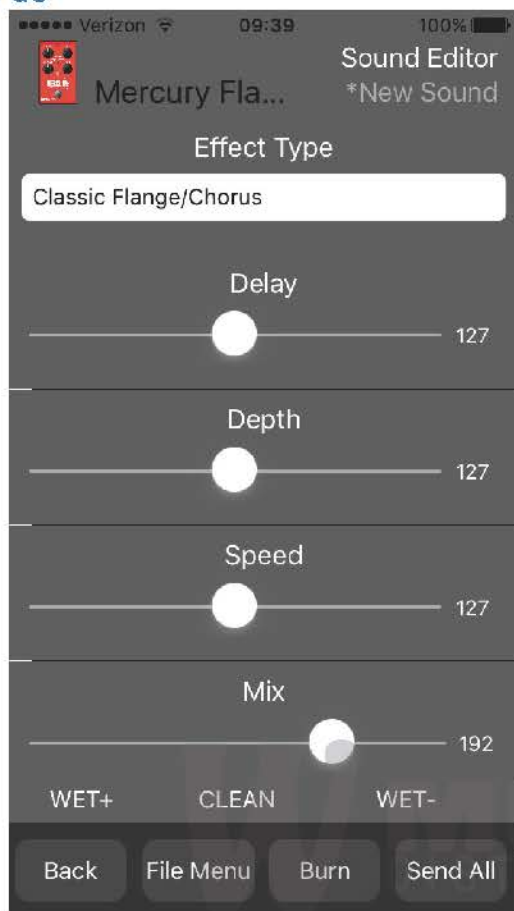 Verizon 09:39 100%
Sound Editor
Mercury Fla... *New Sound
Effect Type
Classic Flange/Chorus
Delay
127
Depth
127
Speed
127
Mix
192
WET+ CLEAN WET-
Back File Menu Burn Send All